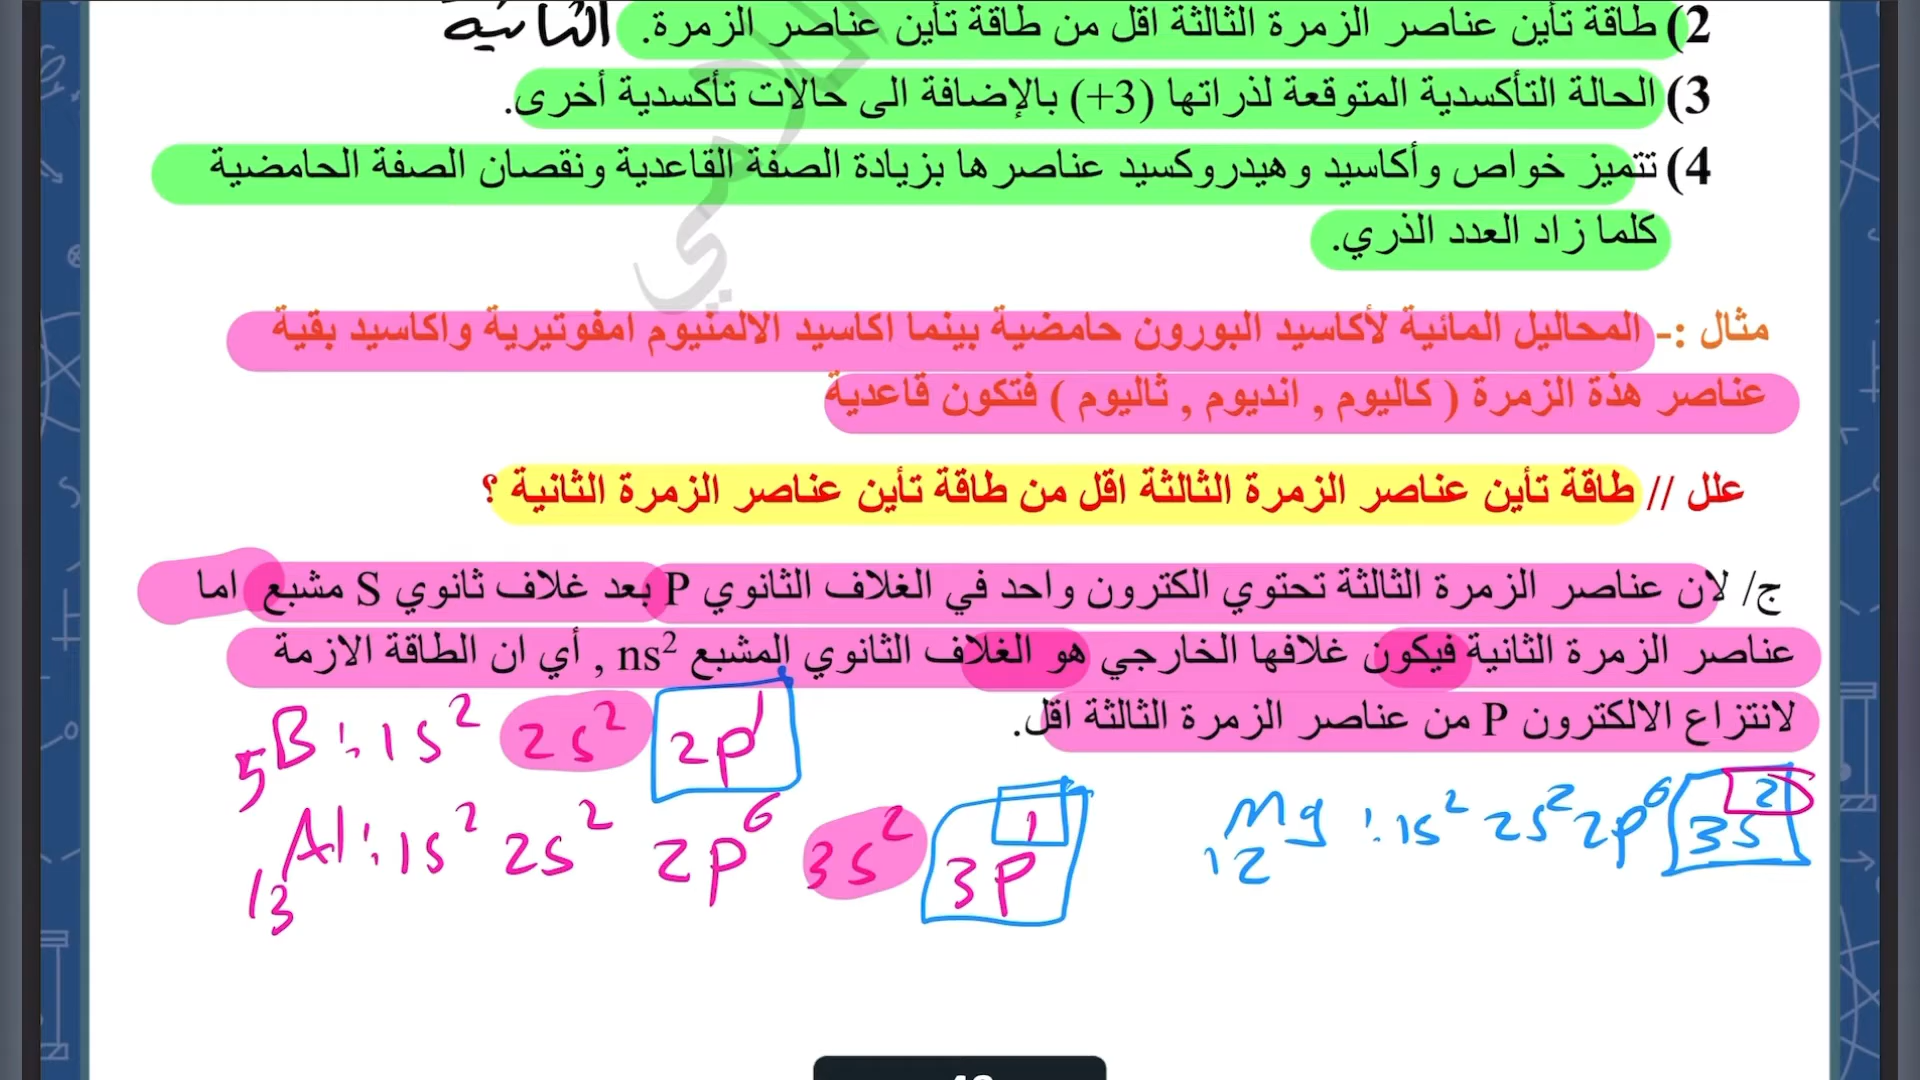 2) طاقة تأين عناصر الزمرة الثالثة اقل من طاقة تأين عناصر الزمرة. الثانية
3) الحالة التأكسدية المتوقعة لذراتها (3+) بالإضافة الى حالات تأكسدية أخرى.
4) تتميز خواص وأكاسيد وهيدروكسيد عناصرها بزيادة الصفة القاعدية ونقصان الصفة الحامضية
كلما زاد العدد الذري.
مثال :- المحاليل المائية لأكاسيد البورون حامضية بينما اكاسيد الالمنيوم امفوتيرية واكاسيد بقية
عناصر هذة الزمرة ( كاليوم , انديوم , ثاليوم ) فتكون قاعدية
علل // طاقة تأين عناصر الزمرة الثالثة اقل من طاقة تأين عناصر الزمرة الثانية ؟
ج/ لان عناصر الزمرة الثالثة تحتوي الكترون واحد في الغلاف الثانوي P بعد غلاف ثانوي S مشبع اما
عناصر الزمرة الثانية فيكون غلافها الخارجي هو الغلاف الثانوي المشبع ns² , أي ان الطاقة الازمة
لانتزاع الالكترون P من عناصر الزمرة الثالثة اقل.
₅B : 1s² 2s² 2p¹
₁₃Al : 1s² 2s² 2p⁶ 3s² 3p¹
₁₂Mg : 1s² 2s² 2p⁶ 3s²